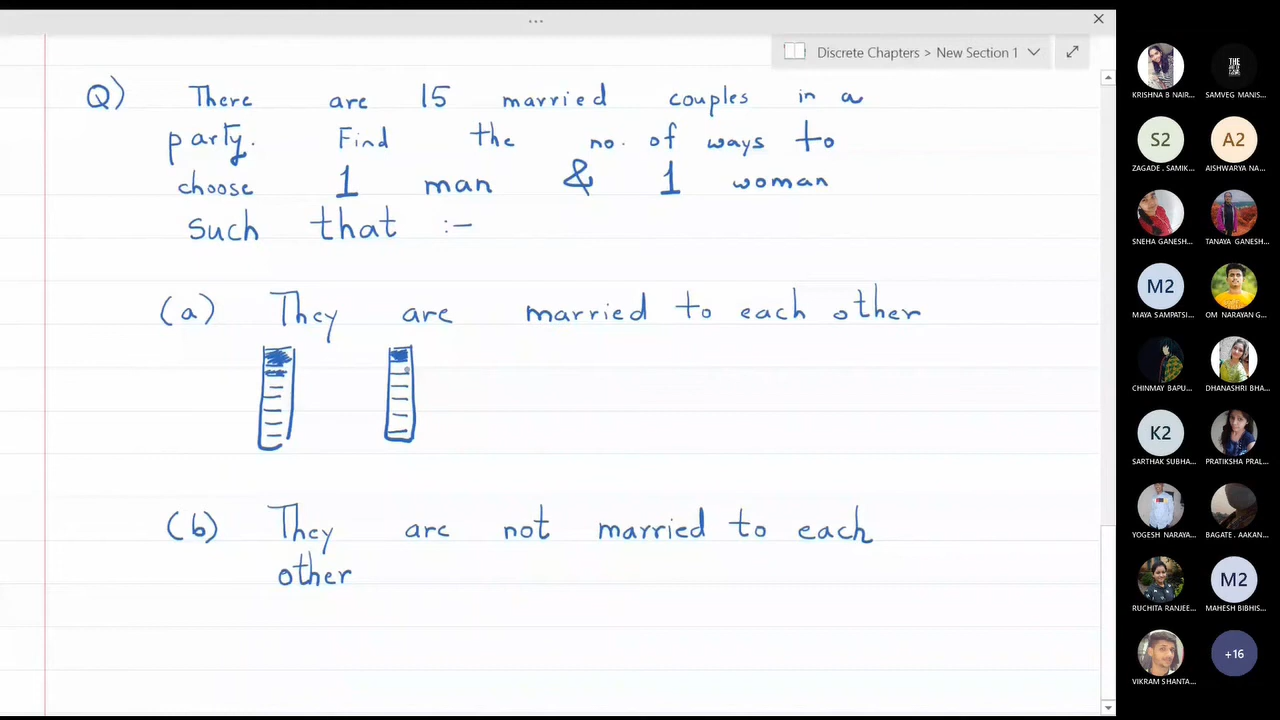 Discrete Chapters > New Section 1
Q) There are 15 married couples in a
party. Find the no. of ways to
choose 1 man & 1 woman
such that :-
(a) They are married to each other
(b) They are not married to each
other
KRISHNA B NAIR...
SAMVEG MANIS...
S2
A2
ZAGADE . SAMIK...
AISHWARYA NA...
SNEHA GANESH...
TANAYA GANESH...
M2
MAYA SAMPATSI...
OM NARAYAN G...
CHINMAY BAPU...
DHANASHRI BHA...
K2
SARTHAK SUBHA...
PRATIKSHA PRAL...
YOGESH NARAYA...
BAGATE . AAKAN...
M2
RUCHITA RANJEE...
MAHESH BIBHIS...
+16
VIKRAM SHANTA...